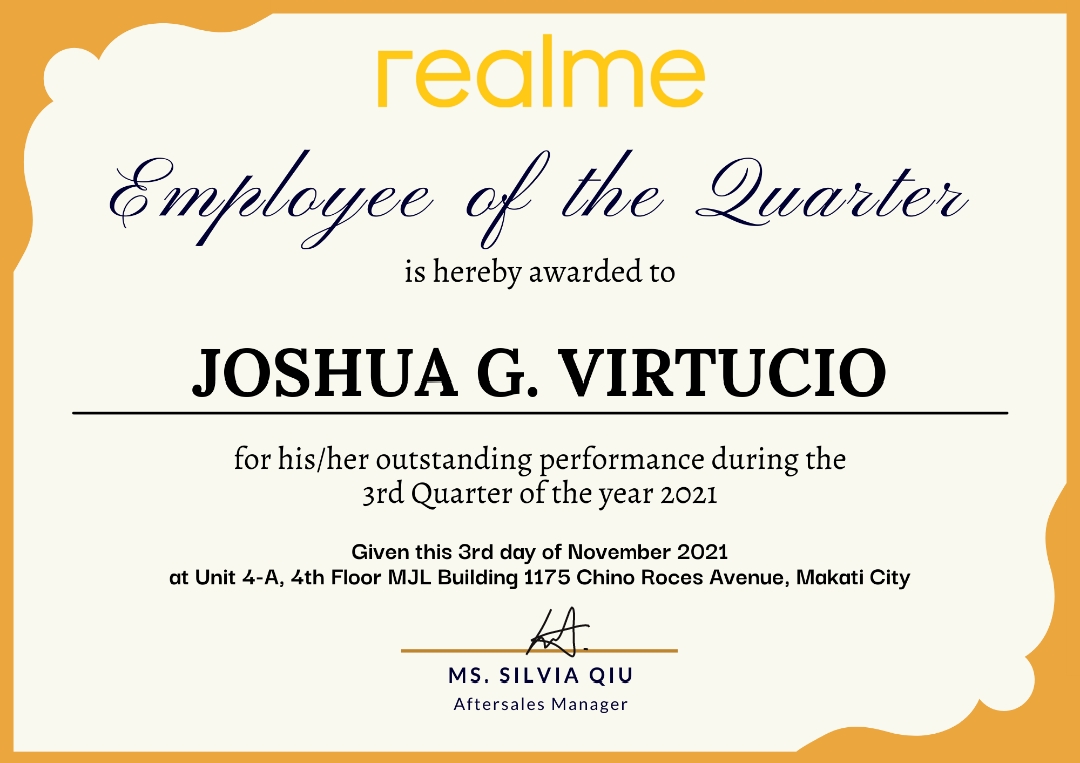 realme
Employee of the Quarter
is hereby awarded to
JOSHUA G. VIRTUCIO
for his/her outstanding performance during the
3rd Quarter of the year 2021
Given this 3rd day of November 2021
at Unit 4-A, 4th Floor MJL Building 1175 Chino Roces Avenue, Makati City
MS. SILVIA QIU
Aftersales Manager